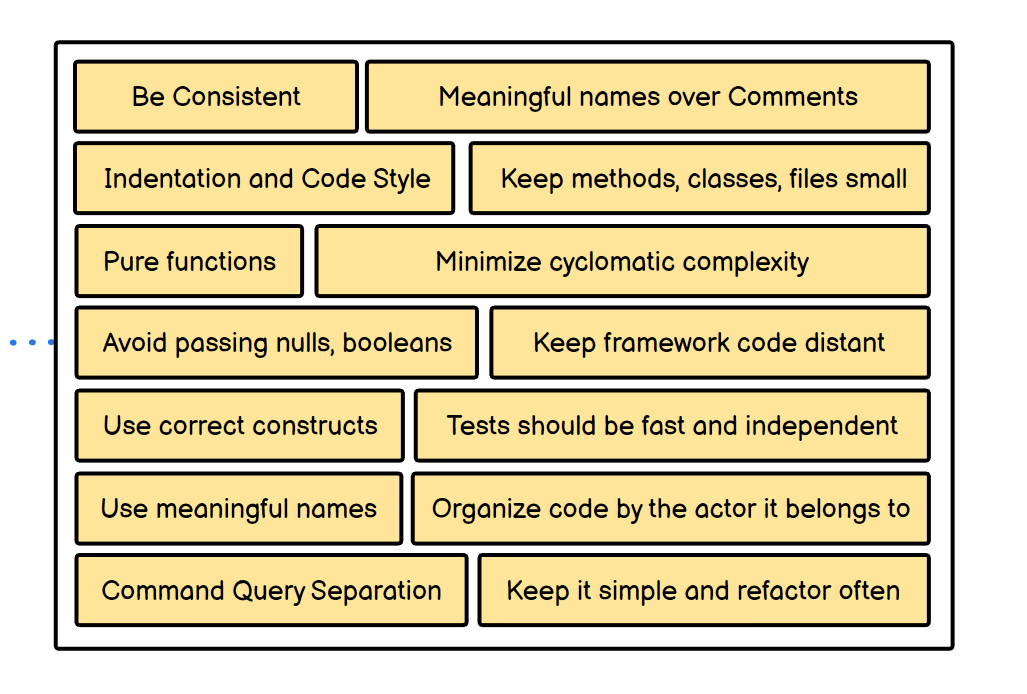 Be Consistent
Meaningful names over Comments
Indentation and Code Style
Keep methods, classes, files small
Pure functions
Minimize cyclomatic complexity
Avoid passing nulls, booleans
Keep framework code distant
Use correct constructs
Tests should be fast and independent
Use meaningful names
Organize code by the actor it belongs to
Command Query Separation
Keep it simple and refactor often